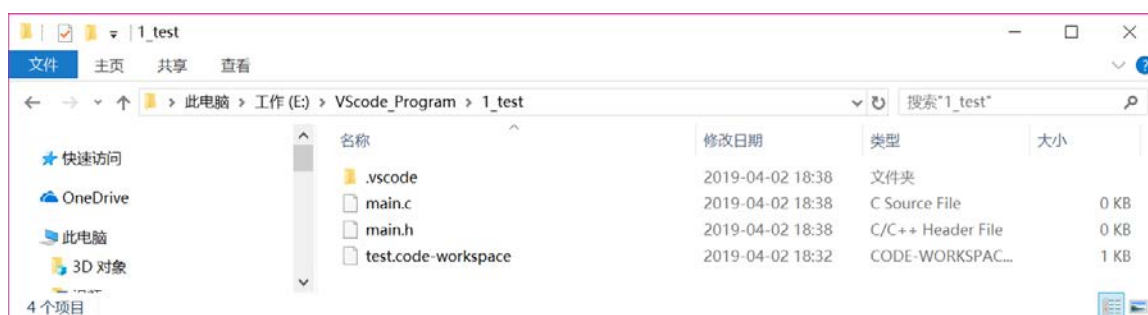 1_test
文件 主页 共享 查看
此电脑 > 工作 (E:) > VScode_Program > 1_test 搜索"1_test"
名称 修改日期 类型 大小
快速访问
.vscode 2019-04-02 18:38 文件夹
OneDrive
main.c 2019-04-02 18:38 C Source File 0 KB
main.h 2019-04-02 18:38 C/C++ Header File 0 KB
此电脑
test.code-workspace 2019-04-02 18:32 CODE-WORKSPAC... 1 KB
3D 对象
4 个项目